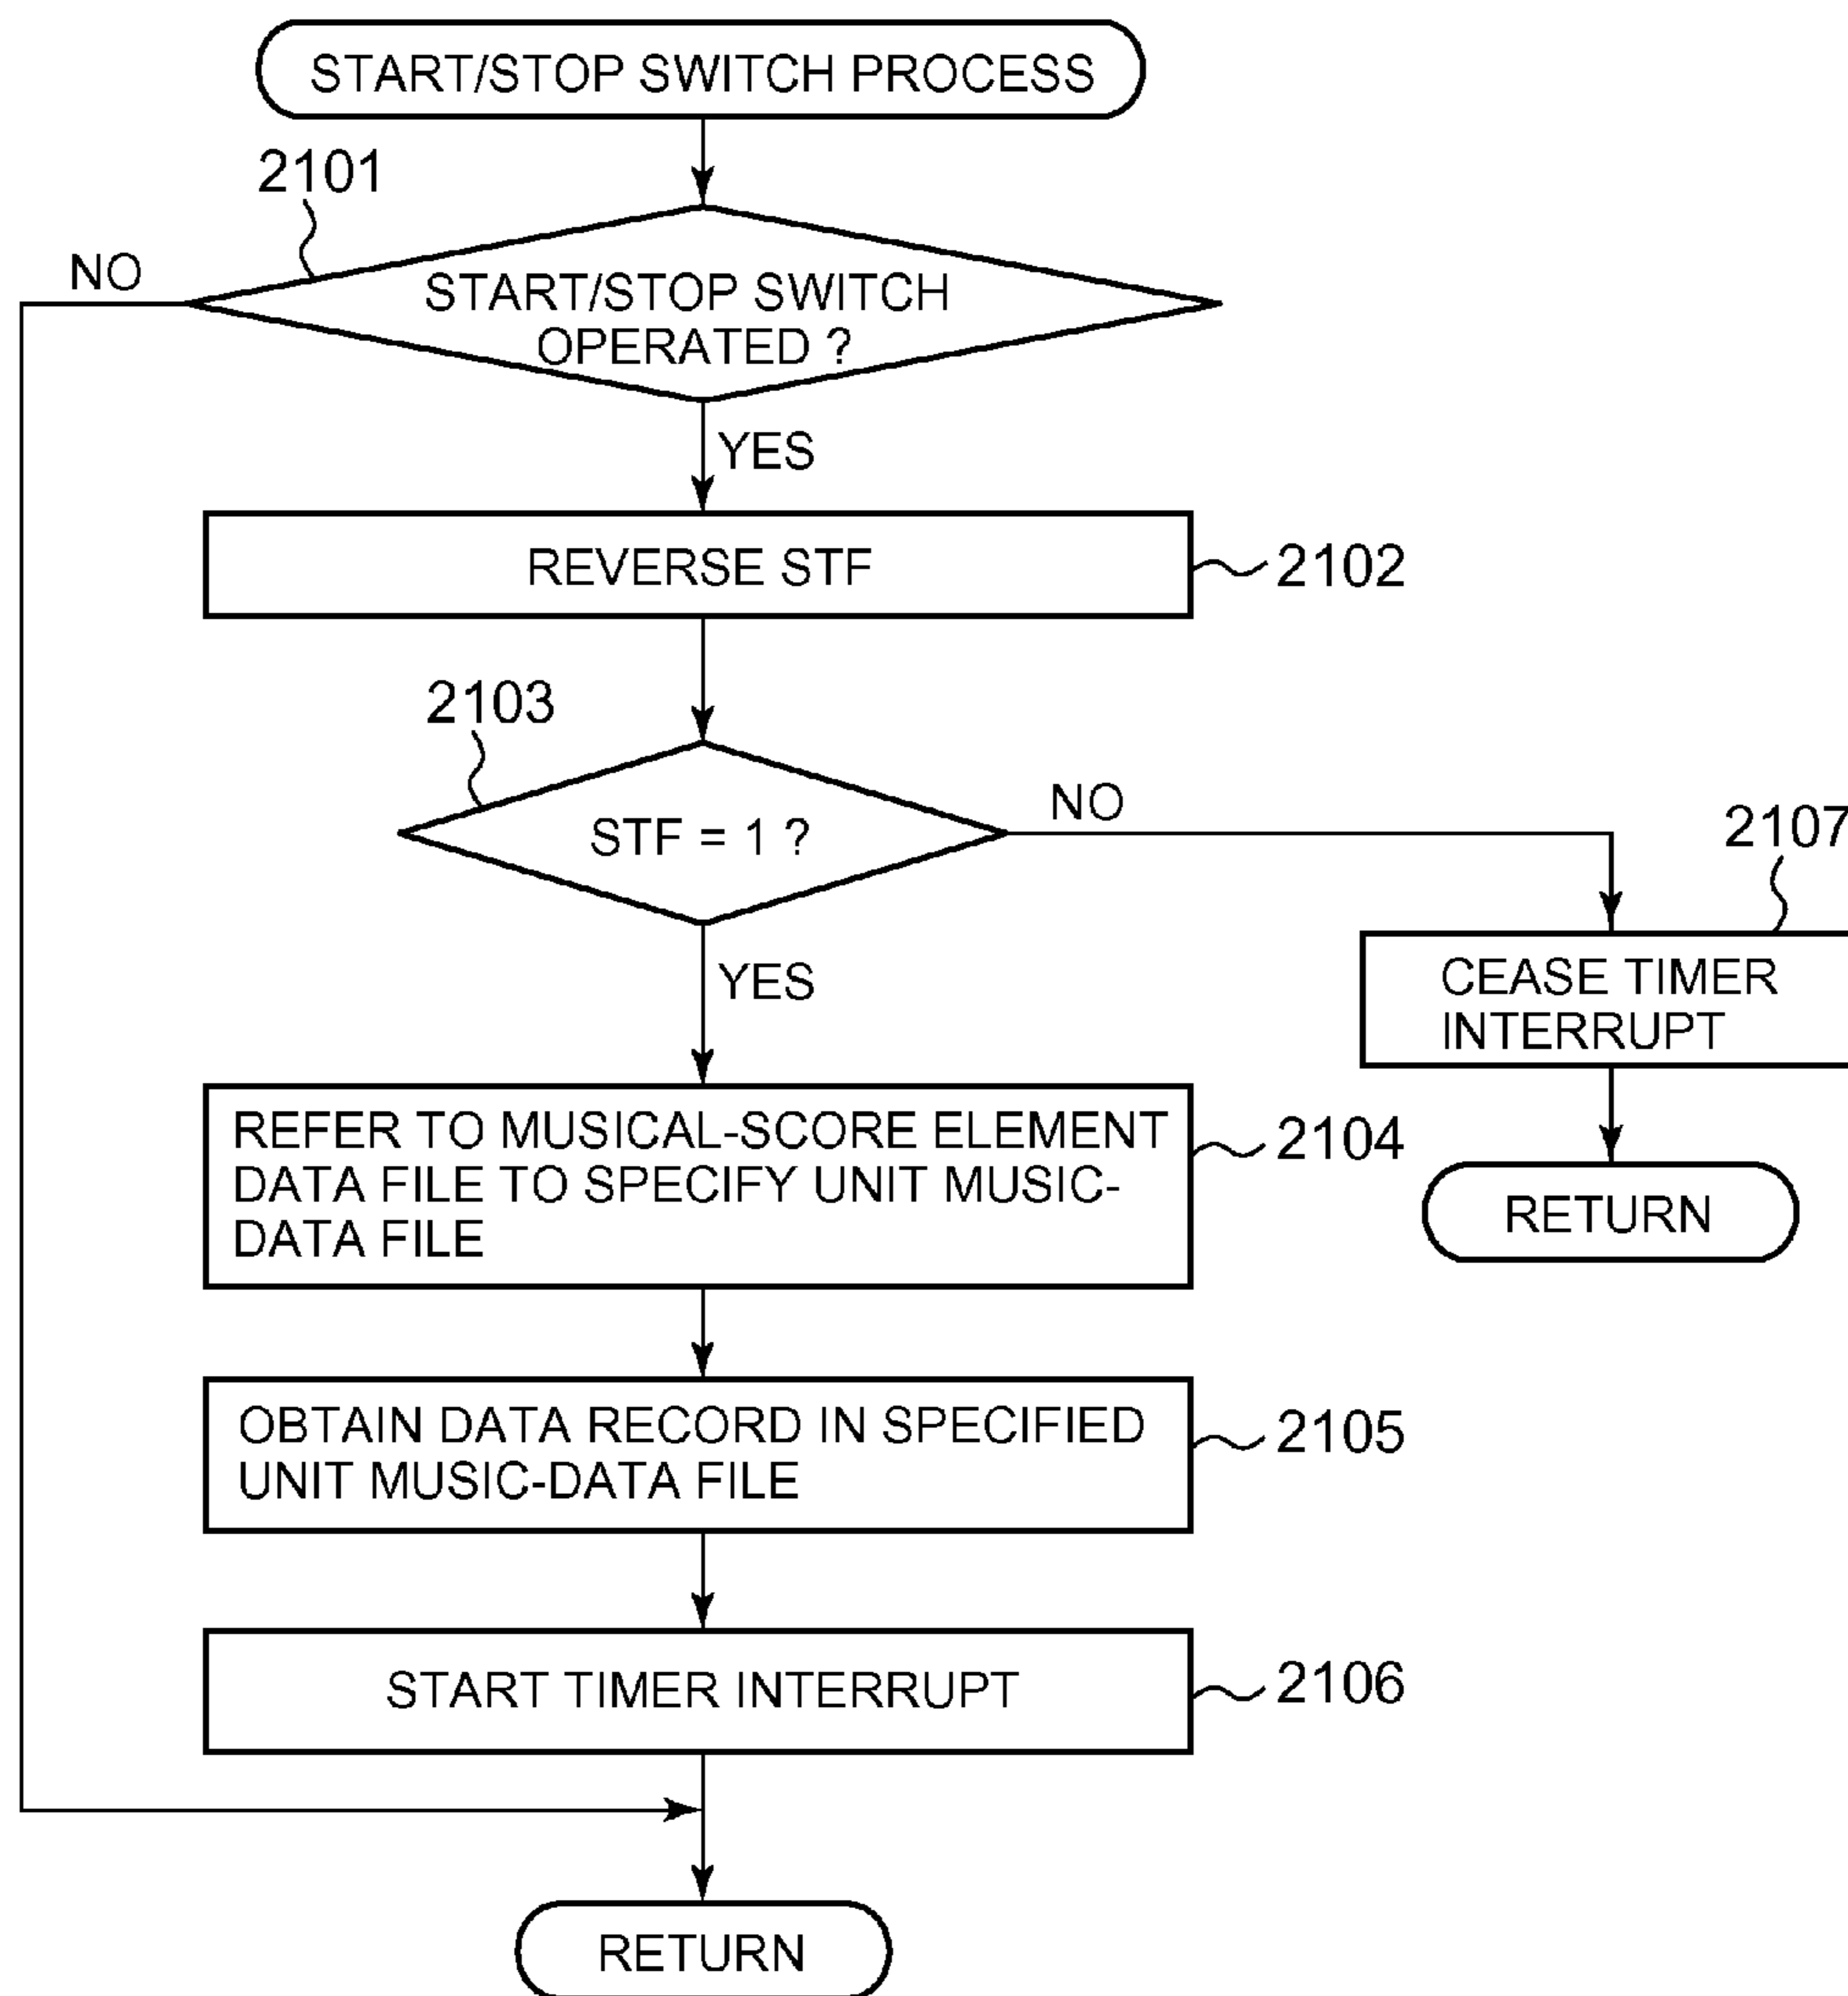 START/STOP SWITCH PROCESS
2101
NO
START/STOP SWITCH
OPERATED ?
YES
REVERSE STF
2102
2103
STF = 1 ?
NO
2107
YES
CEASE TIMER
INTERRUPT
REFER TO MUSICAL-SCORE ELEMENT
DATA FILE TO SPECIFY UNIT MUSIC-
DATA FILE
2104
RETURN
OBTAIN DATA RECORD IN SPECIFIED
UNIT MUSIC-DATA FILE
2105
START TIMER INTERRUPT
2106
RETURN